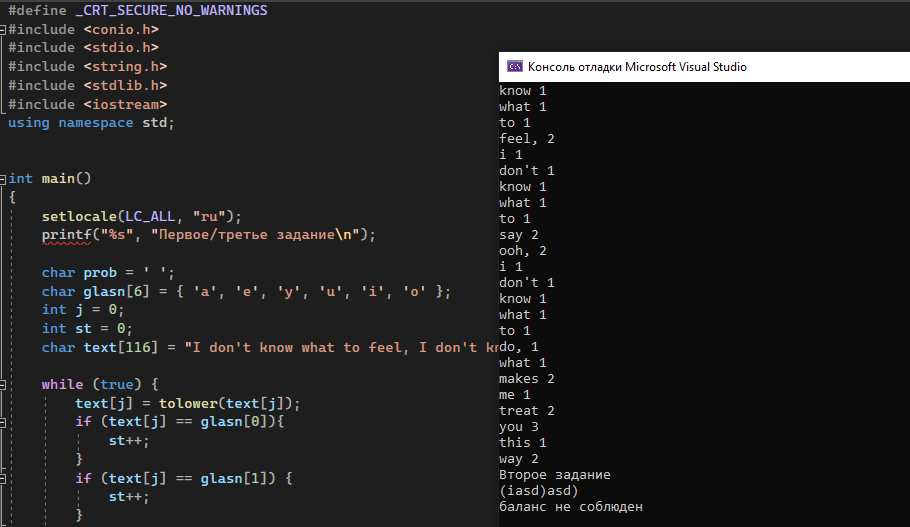 #define _CRT_SECURE_NO_WARNINGS
#include <conio.h>
#include <stdio.h>
#include <string.h>
#include <stdlib.h>
#include <iostream>
using namespace std;
int main()
{
setlocale(LC_ALL, "ru");
printf("%s", "Первое/третье задание\n");
char prob = ' ';
char glasn[6] = { 'a', 'e', 'y', 'u', 'i', 'o' };
int j = 0;
int st = 0;
char text[116] = "I don't know what to feel, I don't kn
while (true) {
text[j] = tolower(text[j]);
if (text[j] == glasn[0]){
st++;
}
if (text[j] == glasn[1]) {
st++;
}
Консоль отладки Microsoft Visual Studio
know 1
what 1
to 1
feel, 2
i 1
don't 1
know 1
what 1
to 1
say 2
ooh, 2
i 1
don't 1
know 1
what 1
to 1
do, 1
what 1
makes 2
me 1
treat 2
you 3
this 1
way 2
Второе задание
(iasd)asd)
баланс не соблюден